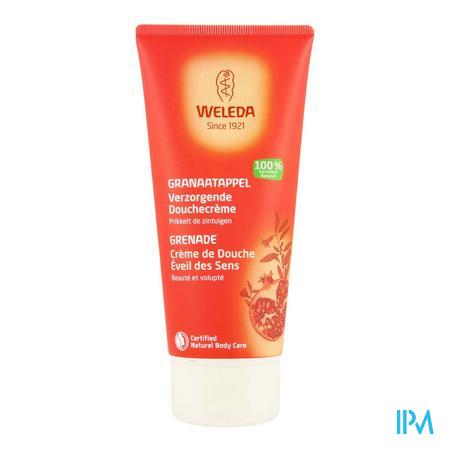 WELEDA
Since 1921
100%
Certified
Natural
GRANAATAPPEL
Verzorgende
Douchecrème
Prikkelt de zintuigen
GRENADE
Crème de Douche
Éveil des Sens
Beauté et volupté
Certified
Natural Body Care
IPM